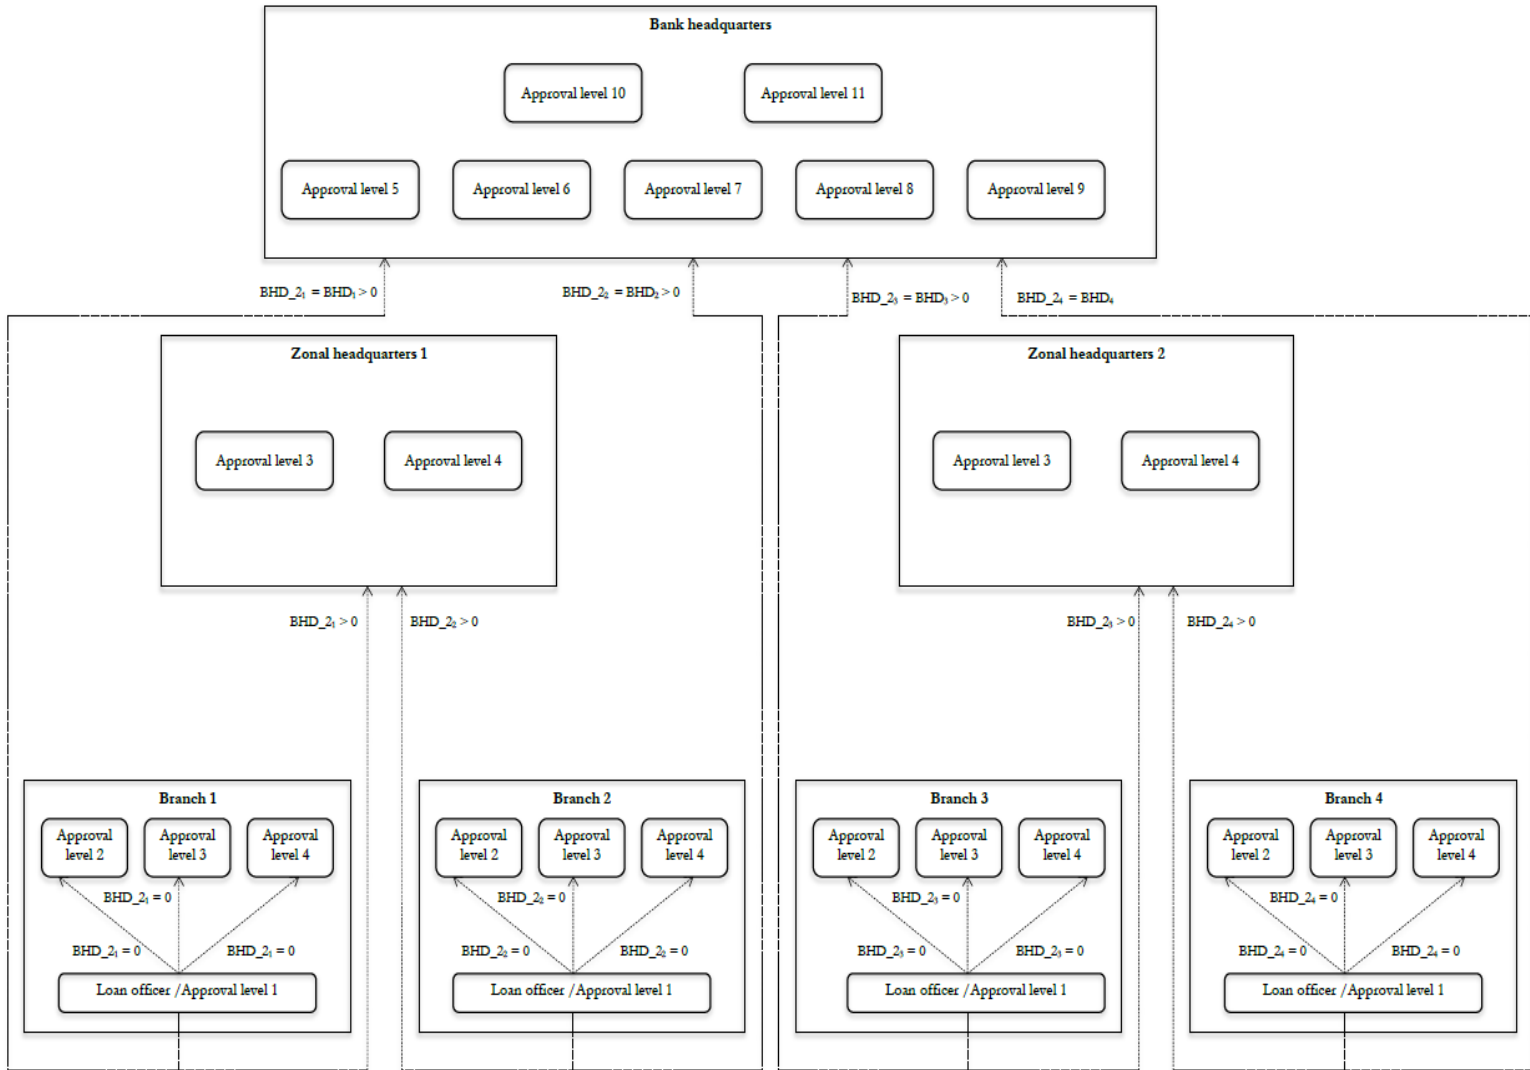 Bank headquarters
Approval level 10
Approval level 11
Approval level 5
Approval level 6
Approval level 7
Approval level 8
Approval level 9
BHD_2₁ = BHD₁ > 0
BHD_2₂ = BHD₂ > 0
BHD_2₃ = BHD₃ > 0
BHD_2₄ = BHD₄
Zonal headquarters 1
Zonal headquarters 2
Approval level 3
Approval level 4
Approval level 3
Approval level 4
BHD_2₁ > 0
BHD_2₂ > 0
BHD_2₃ > 0
BHD_2₄ > 0
Branch 1
Approval
level 2
Approval
level 3
Approval
level 4
BHD_2₁ = 0
BHD_2₁ = 0
BHD_2₁ = 0
Loan officer /Approval level 1
Branch 2
Approval
level 2
Approval
level 3
Approval
level 4
BHD_2₂ = 0
BHD_2₂ = 0
BHD_2₂ = 0
Loan officer /Approval level 1
Branch 3
Approval
level 2
Approval
level 3
Approval
level 4
BHD_2₃ = 0
BHD_2₃ = 0
BHD_2₃ = 0
Loan officer /Approval level 1
Branch 4
Approval
level 2
Approval
level 3
Approval
level 4
BHD_2₄ = 0
BHD_2₄ = 0
BHD_2₄ = 0
Loan officer /Approval level 1